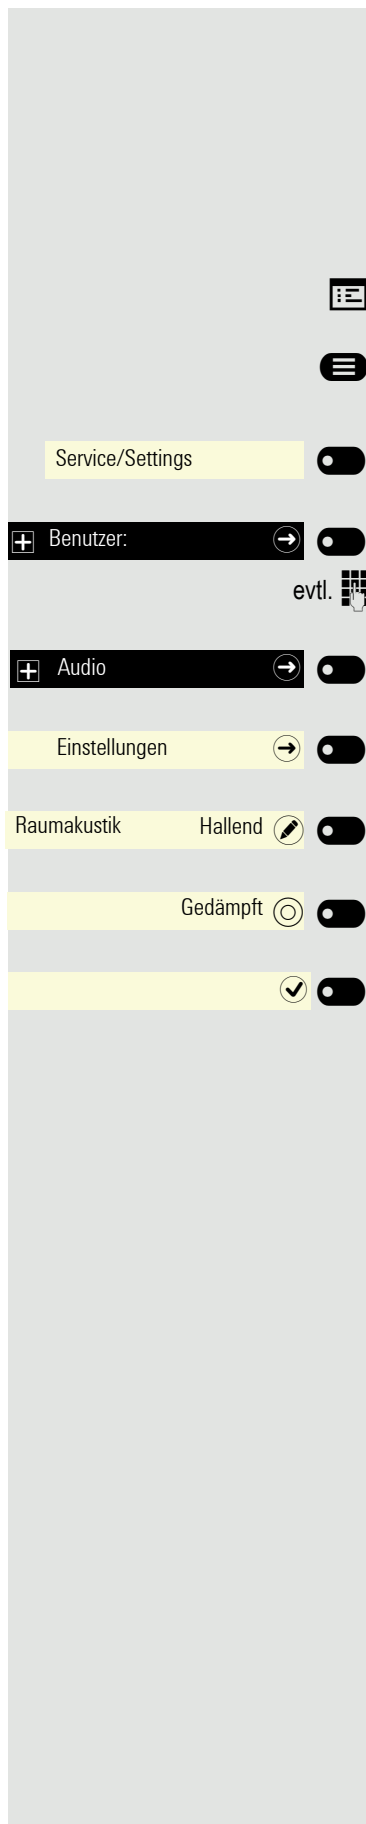 Service/Settings
Benutzer:
evtl.
Audio
Einstellungen
Raumakustik Hallend
Gedämpft